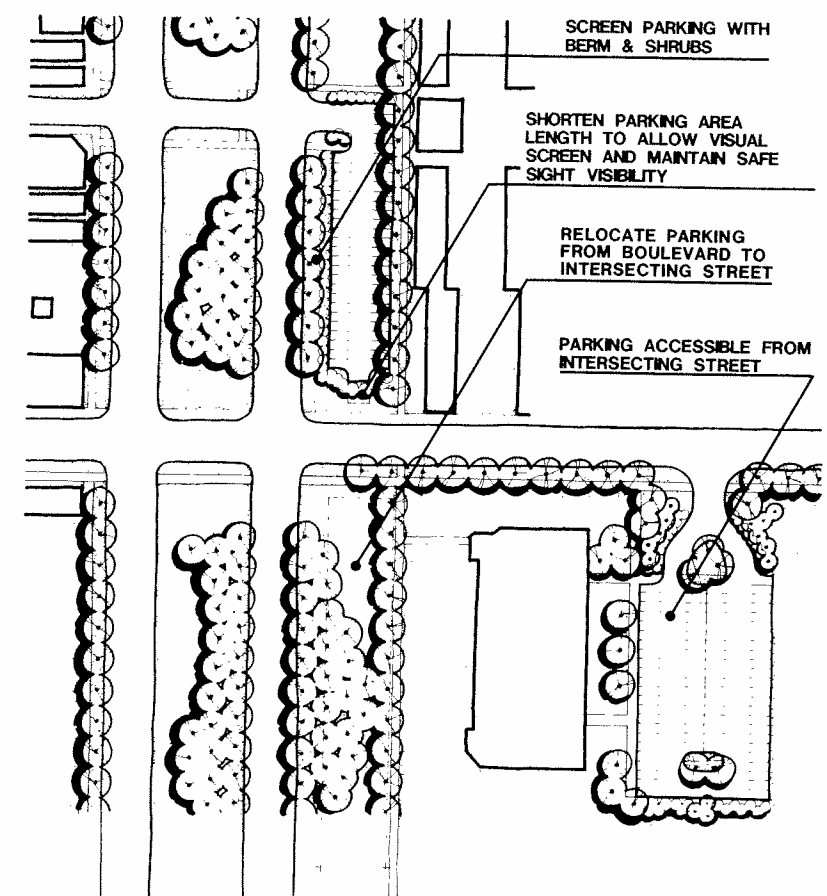 SCREEN PARKING WITH
BERM & SHRUBS
SHORTEN PARKING AREA
LENGTH TO ALLOW VISUAL
SCREEN AND MAINTAIN SAFE
SIGHT VISIBILITY
RELOCATE PARKING
FROM BOULEVARD TO
INTERSECTING STREET
PARKING ACCESSIBLE FROM
INTERSECTING STREET